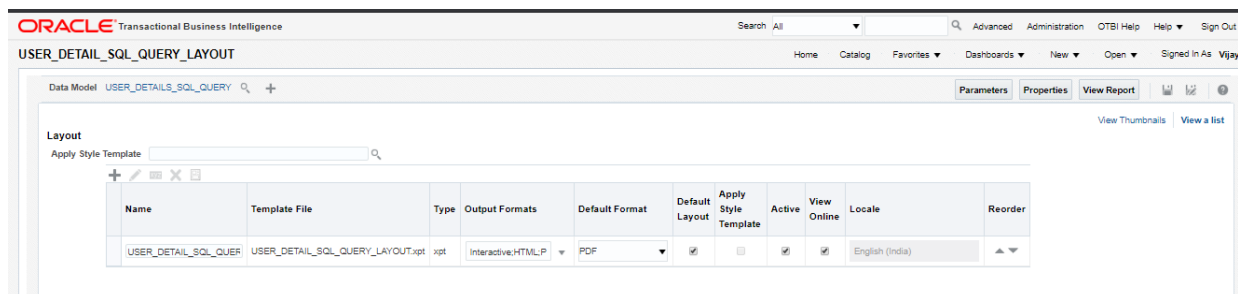 ORACLE Transactional Business Intelligence Search All Advanced Administration OTBI Help Help Sign Out
USER_DETAIL_SQL_QUERY_LAYOUT Home Catalog Favorites Dashboards New Open Signed In As Vijay
Data Model USER_DETAILS_SQL_QUERY Parameters Properties View Report
View Thumbnails View a list
Layout
Apply Style Template
Name Template File Type Output Formats Default Format Default Layout Apply Style Template Active View Online Locale Reorder
USER_DETAIL_SQL_QUER USER_DETAIL_SQL_QUERY_LAYOUT.xpt xpt Interactive;HTML;P PDF English (India)